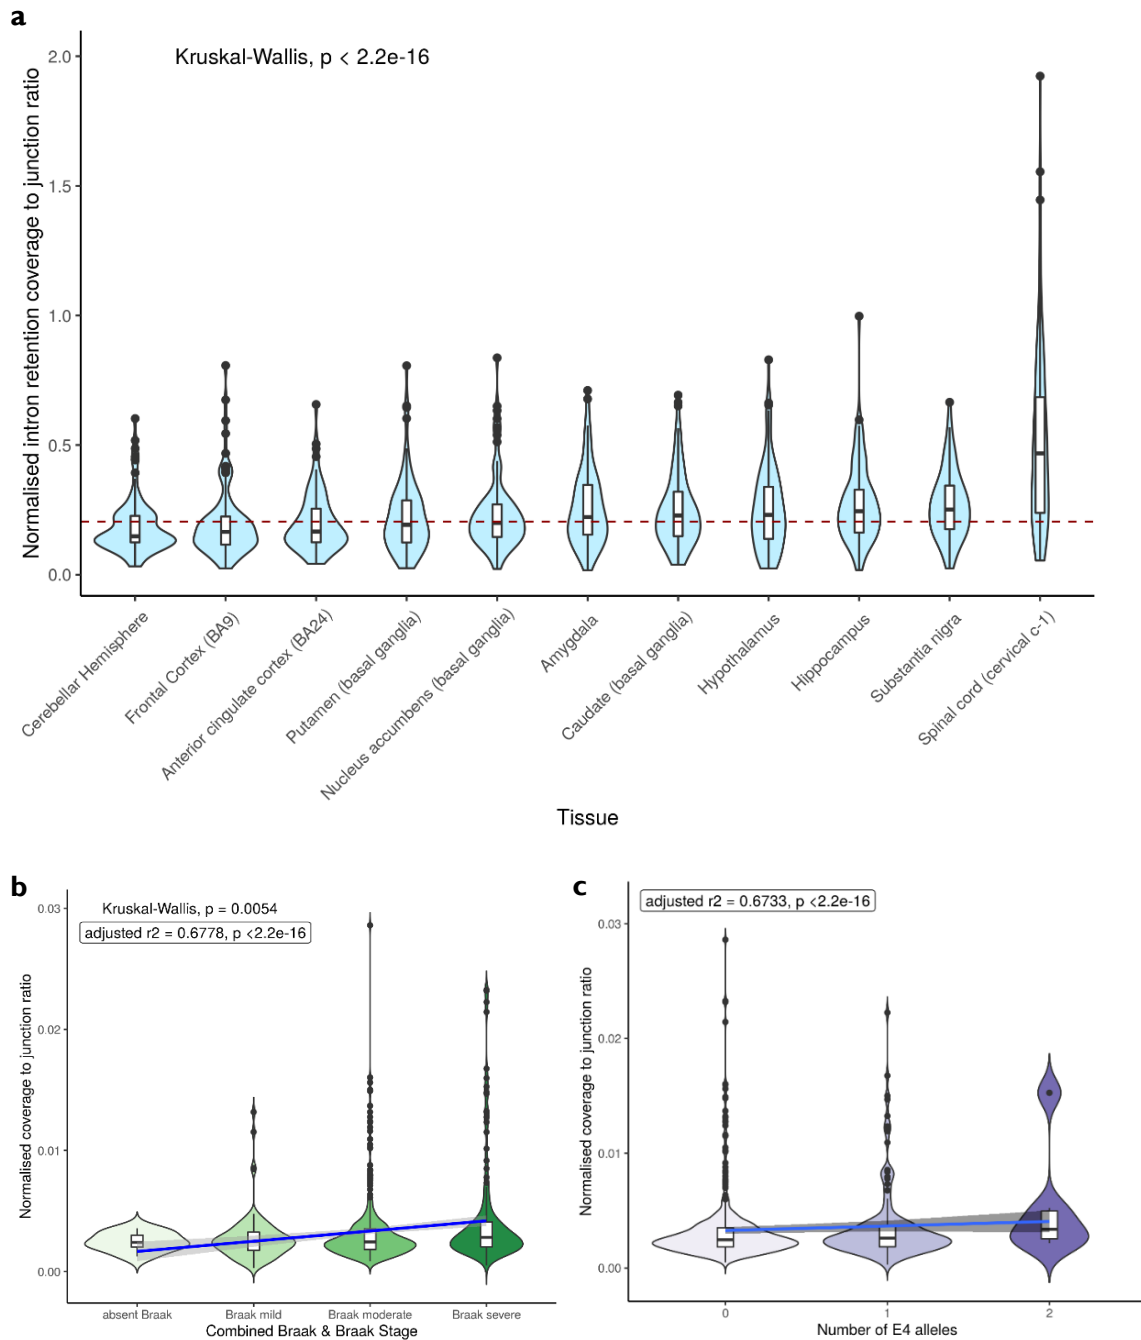 a
Kruskal-Wallis, p < 2.2e-16
Normalised intron retention coverage to junction ratio
2.0
1.5
1.0
0.5
0.0
Cerebellar Hemisphere
Frontal Cortex (BA9)
Anterior cingulate cortex (BA24)
Putamen (basal ganglia)
Nucleus accumbens (basal ganglia)
Amygdala
Caudate (basal ganglia)
Hypothalamus
Hippocampus
Substantia nigra
Spinal cord (cervical c-1)
Tissue
b
Kruskal-Wallis, p = 0.0054
adjusted r2 = 0.6778, p <2.2e-16
Normalised coverage to junction ratio
0.03
0.02
0.01
0.00
absent Braak
Braak mild
Braak moderate
Braak severe
Combined Braak & Braak Stage
c
adjusted r2 = 0.6733, p <2.2e-16
Normalised coverage to junction ratio
0.03
0.02
0.01
0.00
0
1
2
Number of E4 alleles